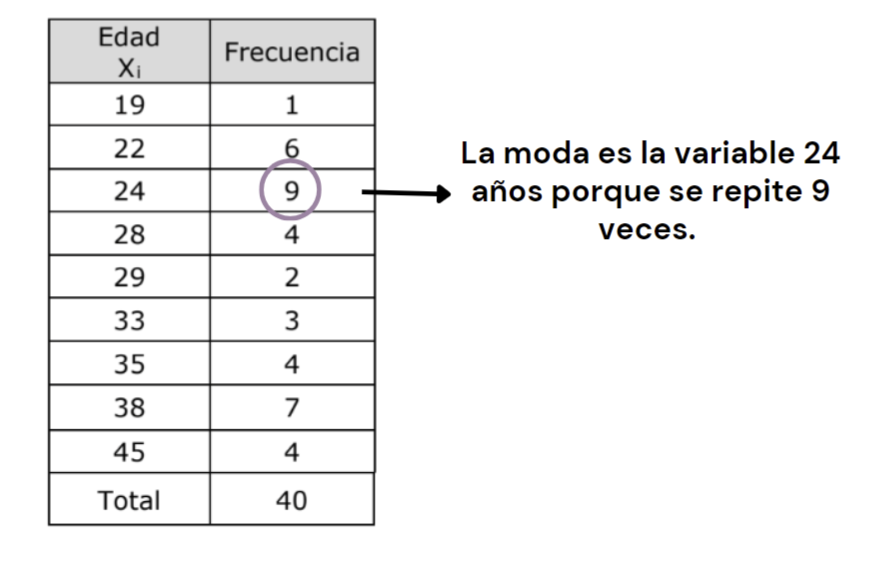 Edad Frecuencia
Xi
19 1
22 6
24 9
28 4
29 2
33 3
35 4
38 7
45 4
Total 40
La moda es la variable 24
años porque se repite 9
veces.